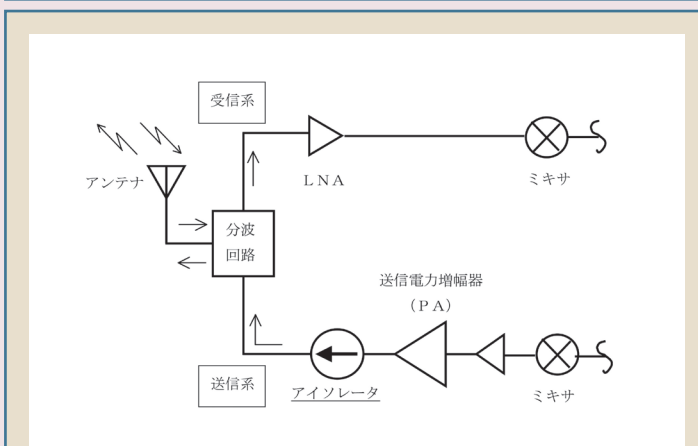 受信系
アンテナ
LNA
ミキサ
分波
回路
送信電力増幅器
(PA)
送信系
アイソレータ
ミキサ